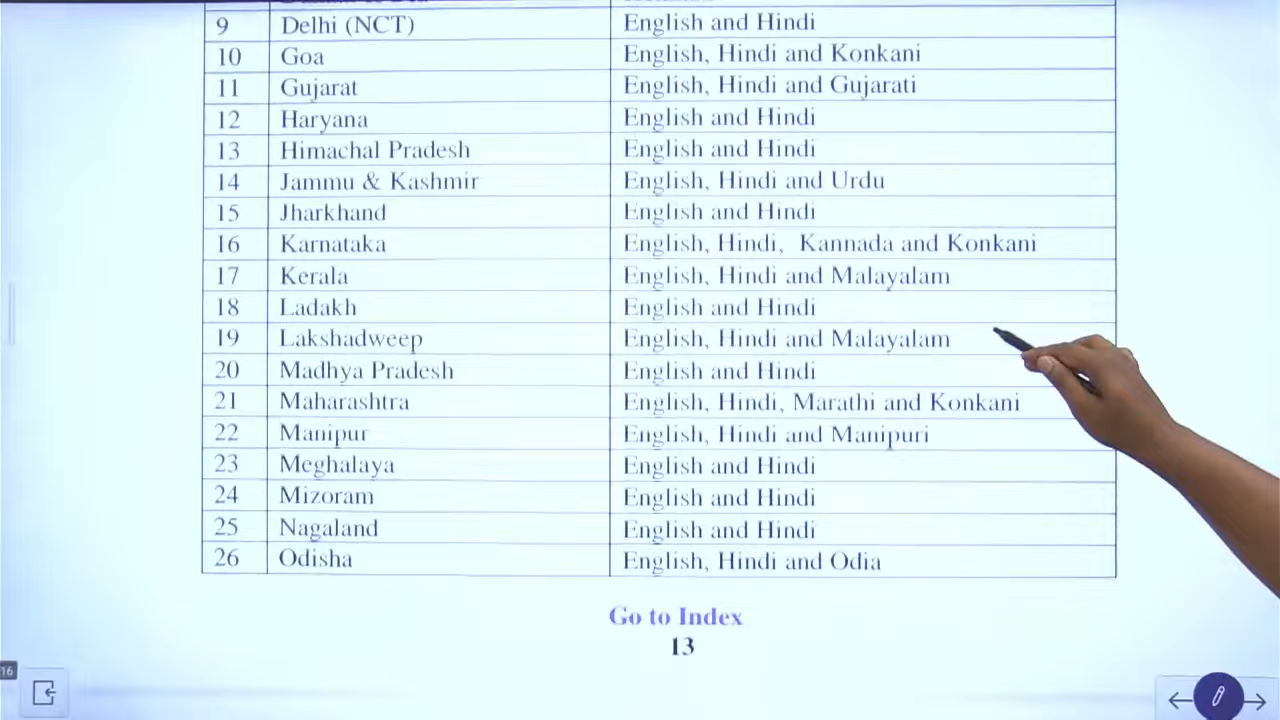 9 Delhi (NCT) English and Hindi
10 Goa English, Hindi and Konkani
11 Gujarat English, Hindi and Gujarati
12 Haryana English and Hindi
13 Himachal Pradesh English and Hindi
14 Jammu & Kashmir English, Hindi and Urdu
15 Jharkhand English and Hindi
16 Karnataka English, Hindi, Kannada and Konkani
17 Kerala English, Hindi and Malayalam
18 Ladakh English and Hindi
19 Lakshadweep English, Hindi and Malayalam
20 Madhya Pradesh English and Hindi
21 Maharashtra English, Hindi, Marathi and Konkani
22 Manipur English, Hindi and Manipuri
23 Meghalaya English and Hindi
24 Mizoram English and Hindi
25 Nagaland English and Hindi
26 Odisha English, Hindi and Odia
Go to Index
13
16